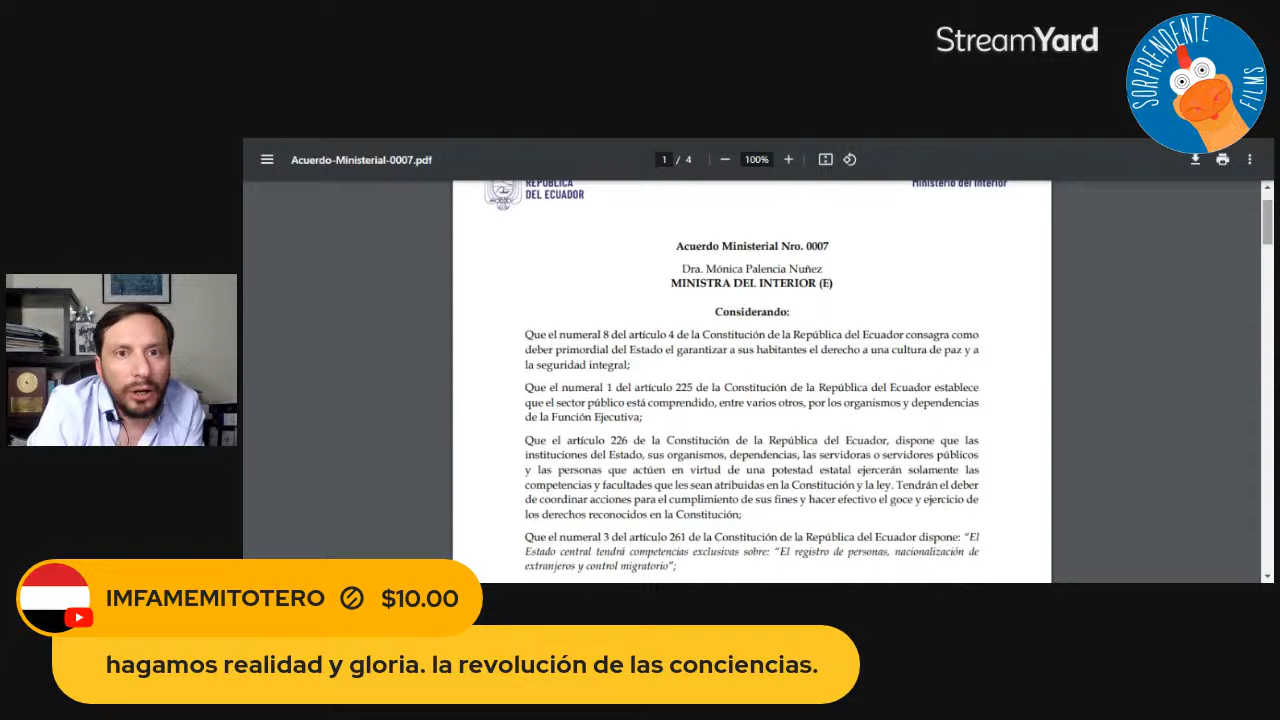 StreamYard
SORPRENDENTE
FILMS
Acuerdo-Ministerial-0007.pdf
1 / 4
100%
REPÚBLICA
DEL ECUADOR
Ministerio del Interior
Acuerdo Ministerial Nro. 0007
Dra. Mónica Palencia Nuñez
MINISTRA DEL INTERIOR (E)
Considerando:
Que el numeral 8 del artículo 4 de la Constitución de la República del Ecuador consagra como
deber primordial del Estado el garantizar a sus habitantes el derecho a una cultura de paz y a
la seguridad integral;
Que el numeral 1 del artículo 225 de la Constitución de la República del Ecuador establece
que el sector público está comprendido, entre varios otros, por los organismos y dependencias
de la Función Ejecutiva;
Que el artículo 226 de la Constitución de la República del Ecuador, dispone que las
instituciones del Estado, sus organismos, dependencias, las servidoras o servidores públicos
y las personas que actúen en virtud de una potestad estatal ejercerán solamente las
competencias y facultades que les sean atribuidas en la Constitución y la ley. Tendrán el deber
de coordinar acciones para el cumplimiento de sus fines y hacer efectivo el goce y ejercicio de
los derechos reconocidos en la Constitución;
Que el numeral 3 del artículo 261 de la Constitución de la República del Ecuador dispone: “El
Estado central tendrá competencias exclusivas sobre: “El registro de personas, nacionalización de
extranjeros y control migratorio”;
IMFAMEMITOTERO $10.00
hagamos realidad y gloria. la revolución de las conciencias.